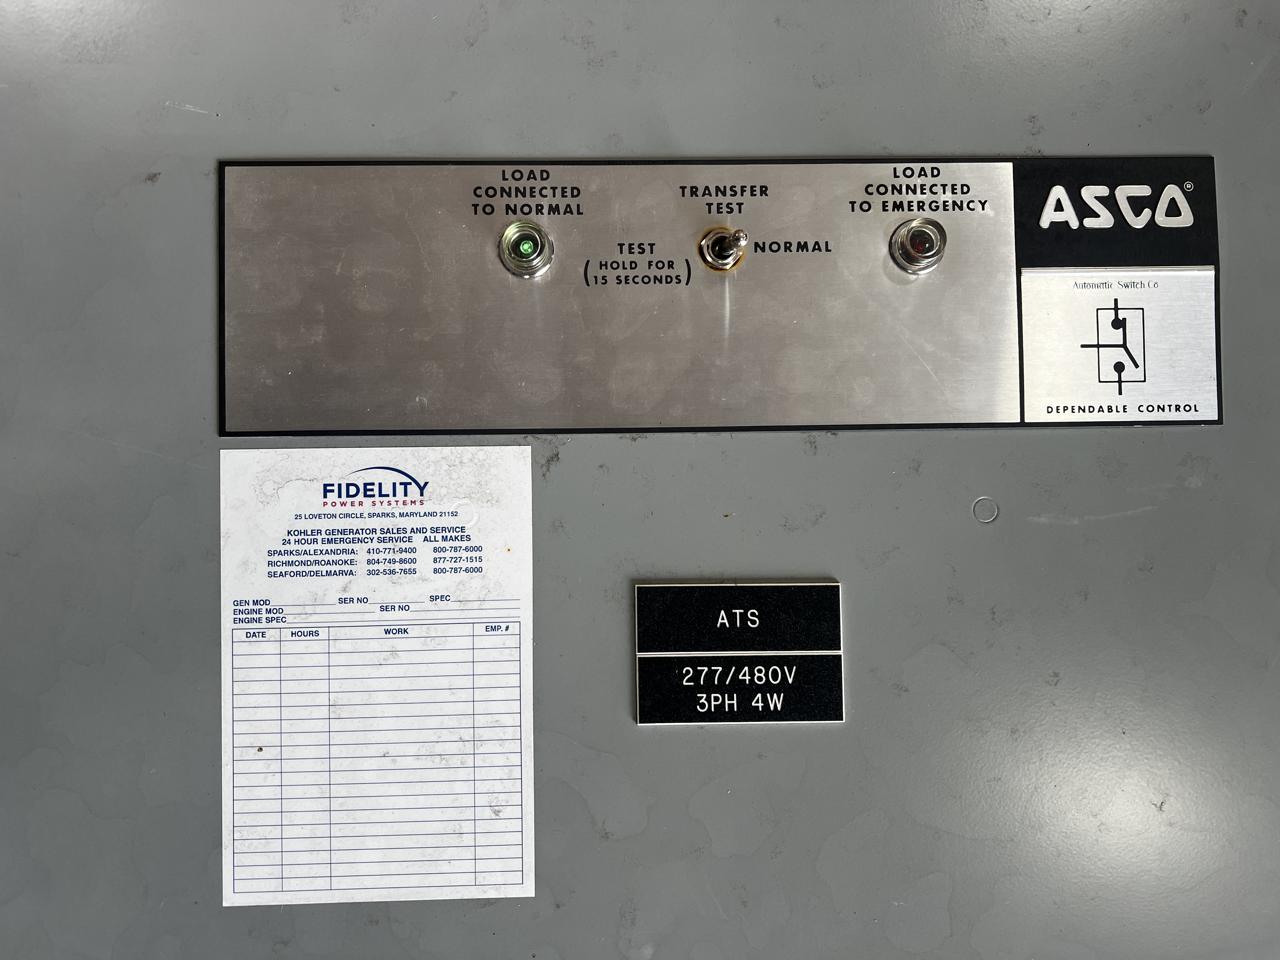 LOAD
CONNECTED
TO NORMAL
TRANSFER
TEST
LOAD
CONNECTED
TO EMERGENCY
TEST
(HOLD FOR
15 SECONDS)
NORMAL
ASCO®
Automatic Switch Co
DEPENDABLE CONTROL
FIDELITY
POWER SYSTEMS
25 LOVETON CIRCLE, SPARKS, MARYLAND 21152
KOHLER GENERATOR SALES AND SERVICE
24 HOUR EMERGENCY SERVICE ALL MAKES
SPARKS/ALEXANDRIA: 410-771-9400 800-787-6000
RICHMOND/ROANOKE: 804-749-8600 877-727-1515
SEAFORD/DELMARVA: 302-536-7655 800-787-6000
GEN MOD SER NO SPEC
ENGINE MOD SER NO
ENGINE SPEC
DATE HOURS WORK EMP. #
ATS
277/480V
3PH 4W